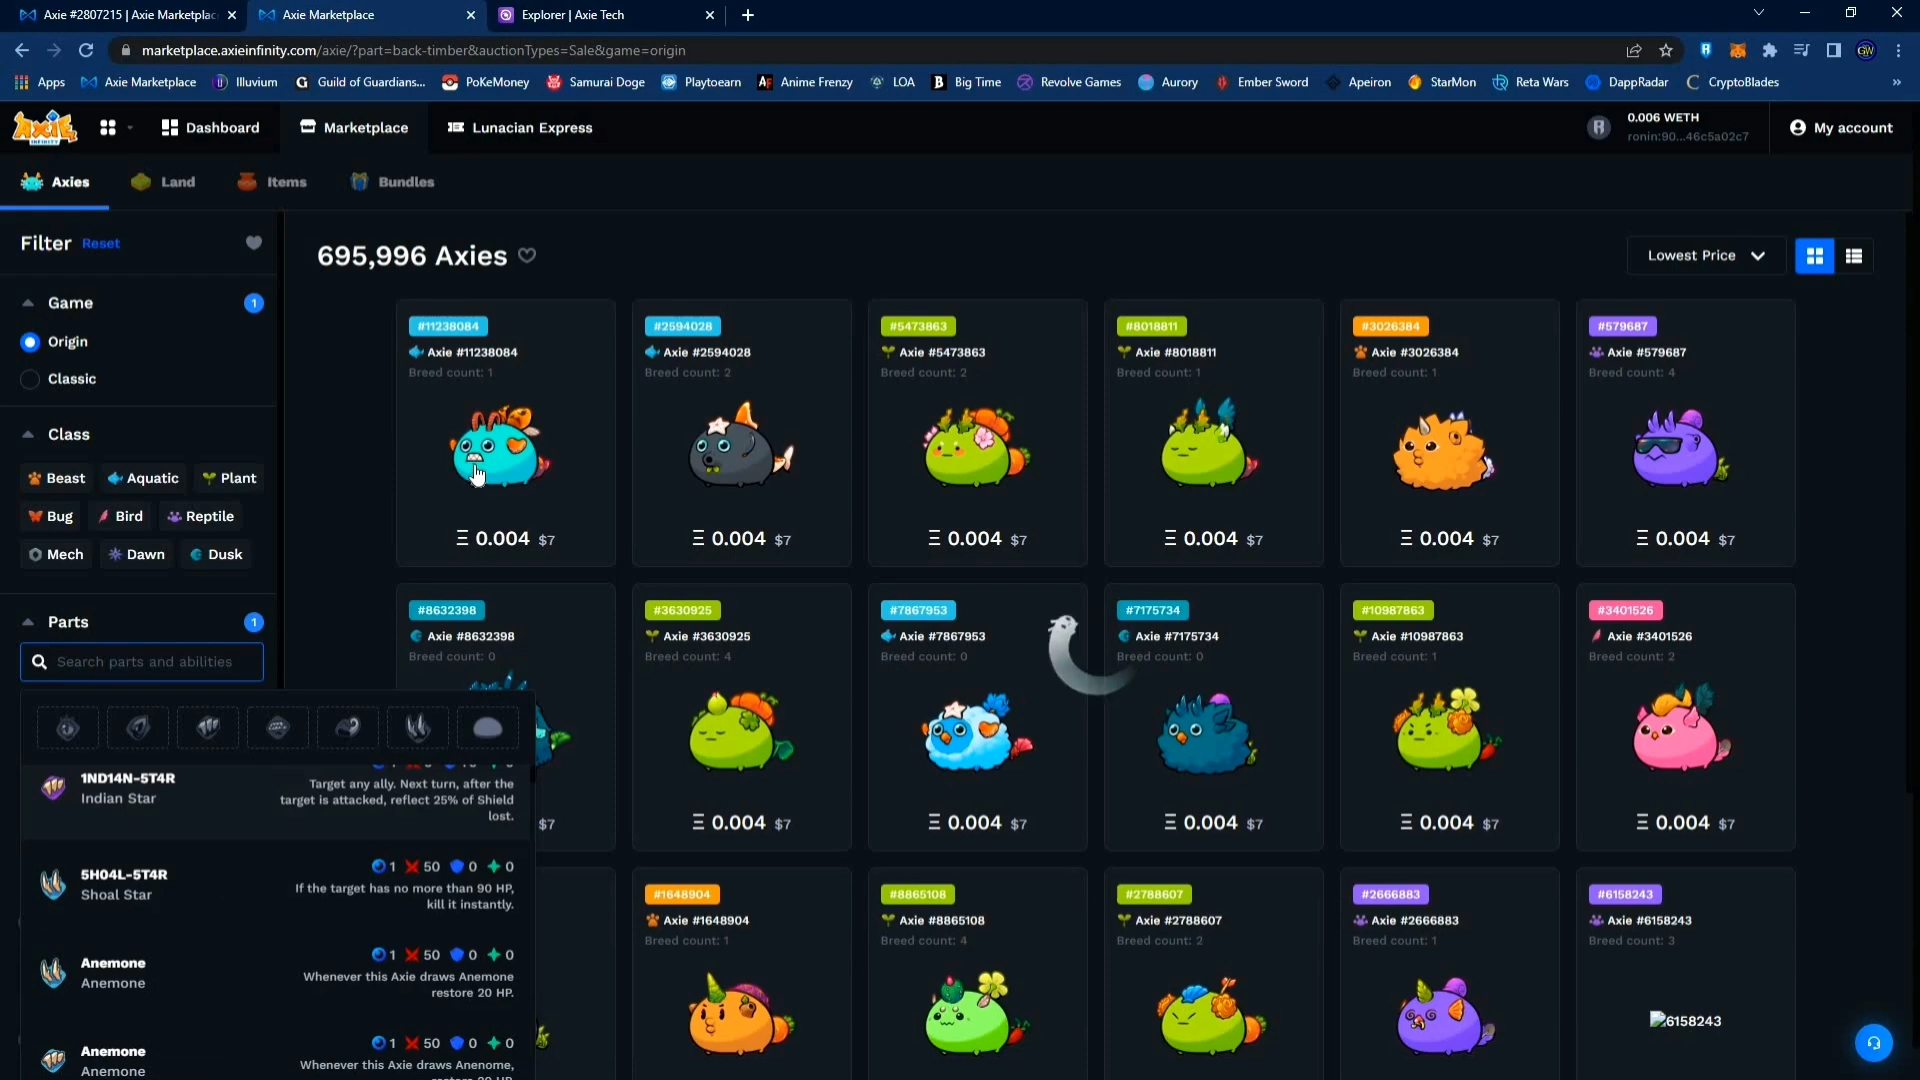 Axie #2807215 | Axie Marketplac
Axie Marketplace
Explorer | Axie Tech
marketplace.axieinfinity.com/axie/?part=back-timber&auctionTypes=Sale&game=origin
GW
Apps
Axie Marketplace
Illuvium
Guild of Guardians...
PoKeMoney
Samurai Doge
Playtoearn
Anime Frenzy
LOA
Big Time
Revolve Games
Aurory
Ember Sword
Apeiron
StarMon
Reta Wars
DappRadar
CryptoBlades
AXIE
INFINITY
Dashboard
Marketplace
Lunacian Express
0.006 WETH
ronin:90...46c5a02c7
My account
Axies
Land
Items
Bundles
Filter Reset
695,996 Axies
Lowest Price
Game 1
Origin
Classic
Class
Beast Aquatic Plant
Bug Bird Reptile
Mech Dawn Dusk
Parts 1
Search parts and abilities
1ND14N-5T4R
Indian Star
Target any ally. Next turn, after the
target is attacked, reflect 25% of Shield
lost.
5H04L-5T4R
Shoal Star
1 50 0 0
If the target has no more than 90 HP,
kill it instantly.
Anemone
Anemone
1 50 0 0
Whenever this Axie draws Anemone
restore 20 HP.
Anemone
Anemone
1 50 0 0
Whenever this Axie draws Anenome,
#11238084
Axie #11238084
Breed count: 1
Ξ 0.004 $7
#2594028
Axie #2594028
Breed count: 2
Ξ 0.004 $7
#5473863
Axie #5473863
Breed count: 2
Ξ 0.004 $7
#8018811
Axie #8018811
Breed count: 1
Ξ 0.004 $7
#3026384
Axie #3026384
Breed count: 1
Ξ 0.004 $7
#579687
Axie #579687
Breed count: 4
Ξ 0.004 $7
#8632398
Axie #8632398
Breed count: 0
$7
#3630925
Axie #3630925
Breed count: 4
Ξ 0.004 $7
#7867953
Axie #7867953
Breed count: 0
Ξ 0.004 $7
#7175734
Axie #7175734
Breed count: 0
Ξ 0.004 $7
#10987863
Axie #10987863
Breed count: 1
Ξ 0.004 $7
#3401526
Axie #3401526
Breed count: 2
Ξ 0.004 $7
#1648904
Axie #1648904
Breed count: 1
#8865108
Axie #8865108
Breed count: 4
#2788607
Axie #2788607
Breed count: 2
#2666883
Axie #2666883
Breed count: 1
#6158243
Axie #6158243
Breed count: 3
6158243